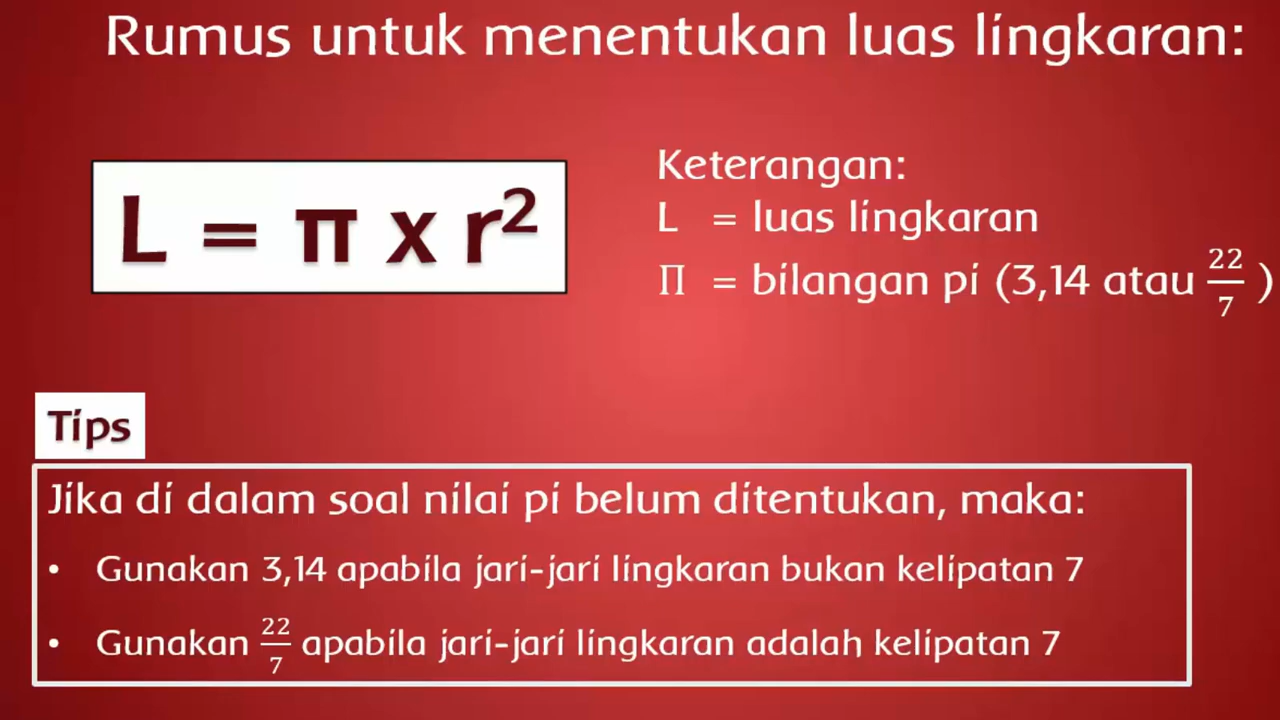 Rumus untuk menentukan luas lingkaran:
L = π x r²
Keterangan:
L = luas lingkaran
Π = bilangan pi (3,14 atau 22/7 )
Tips
Jika di dalam soal nilai pi belum ditentukan, maka:
• Gunakan 3,14 apabila jari-jari lingkaran bukan kelipatan 7
• Gunakan 22/7 apabila jari-jari lingkaran adalah kelipatan 7